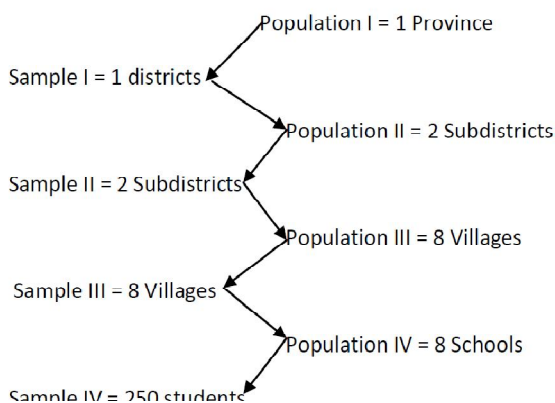 Population I = 1 Province
Sample I = 1 districts
Population II = 2 Subdistricts
Sample II = 2 Subdistricts
Population III = 8 Villages
Sample III = 8 Villages
Population IV = 8 Schools
Sample IV = 250 students